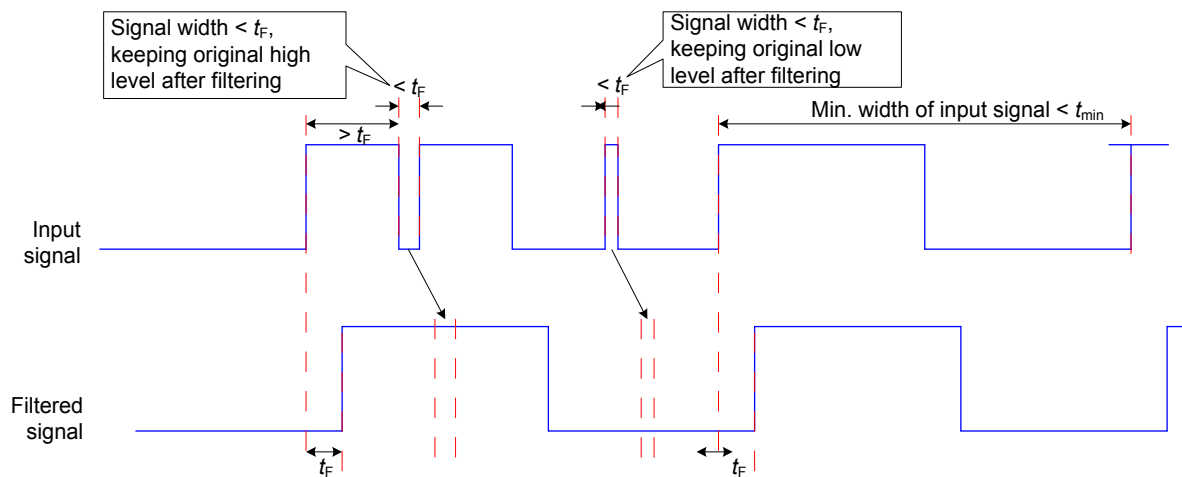 Signal width < tF,
keeping original high
level after filtering
Signal width < tF,
keeping original low
level after filtering
< tF
< tF
> tF
Min. width of input signal < tmin
Input
signal
Filtered
signal
tF
tF